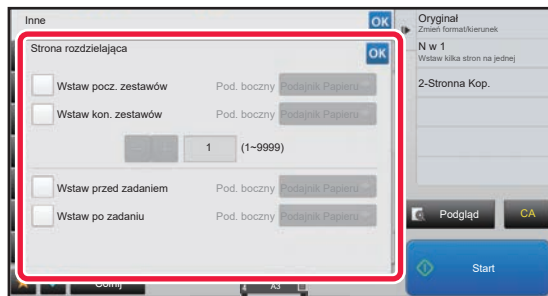 Inne
OK
Strona rozdzielająca
OK
Wstaw pocz. zestawów
Pod. boczny
Podajnik Papieru
Wstaw kon. zestawów
Pod. boczny
Podajnik Papieru
1
(1~9999)
Wstaw przed zadaniem
Pod. boczny
Podajnik Papieru
Wstaw po zadaniu
Pod. boczny
Podajnik Papieru
A3
Oryginał
Zmień format/kierunek
N w 1
Wstaw kilka stron na jednej
2-Stronna Kop.
Podgląd
CA
Start